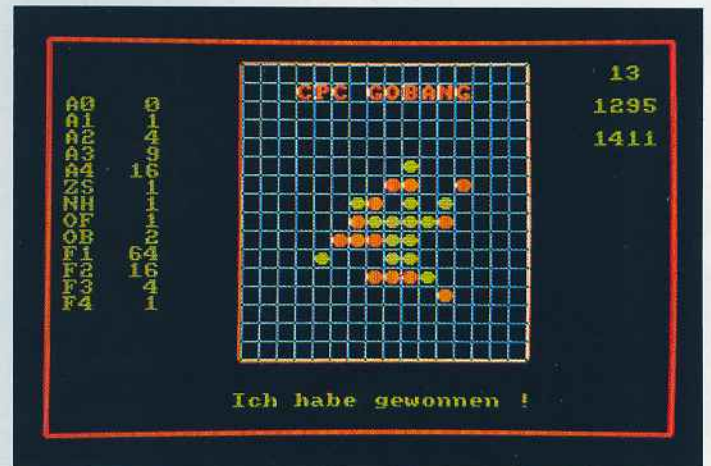 CPC GOBANG
A0 0
A1 1
A2 4
A3 9
A4 16
ZS 1
NH 1
OF 1
OB 2
F1 64
F2 16
F3 4
F4 1
13
1295
1411
Ich habe gewonnen !